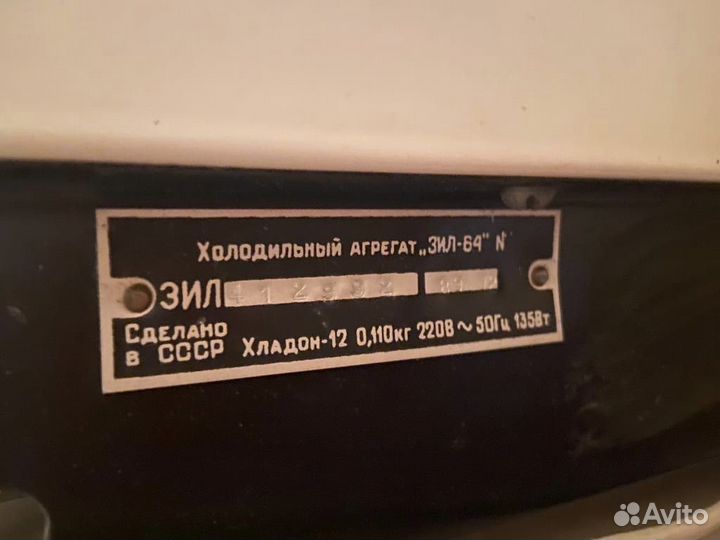 Холодильный агрегат „ЗИЛ-64" N
ЗИЛ
Сделано в СССР
Хладон-12 0,110кг 220В ~ 50Гц 135Вт
Avito